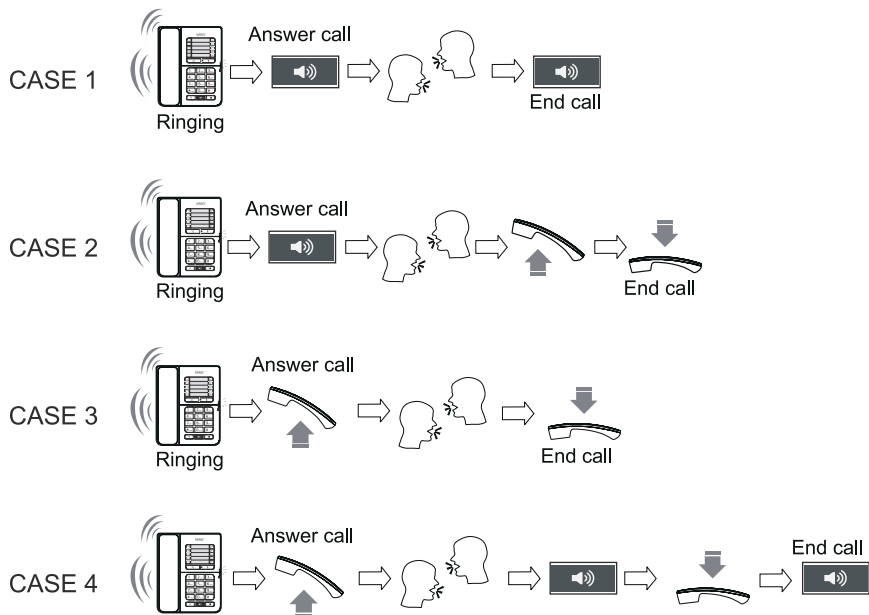 Answer call
CASE 1
Ringing
End call
Answer call
CASE 2
Ringing
End call
Answer call
CASE 3
Ringing
End call
Answer call
End call
CASE 4